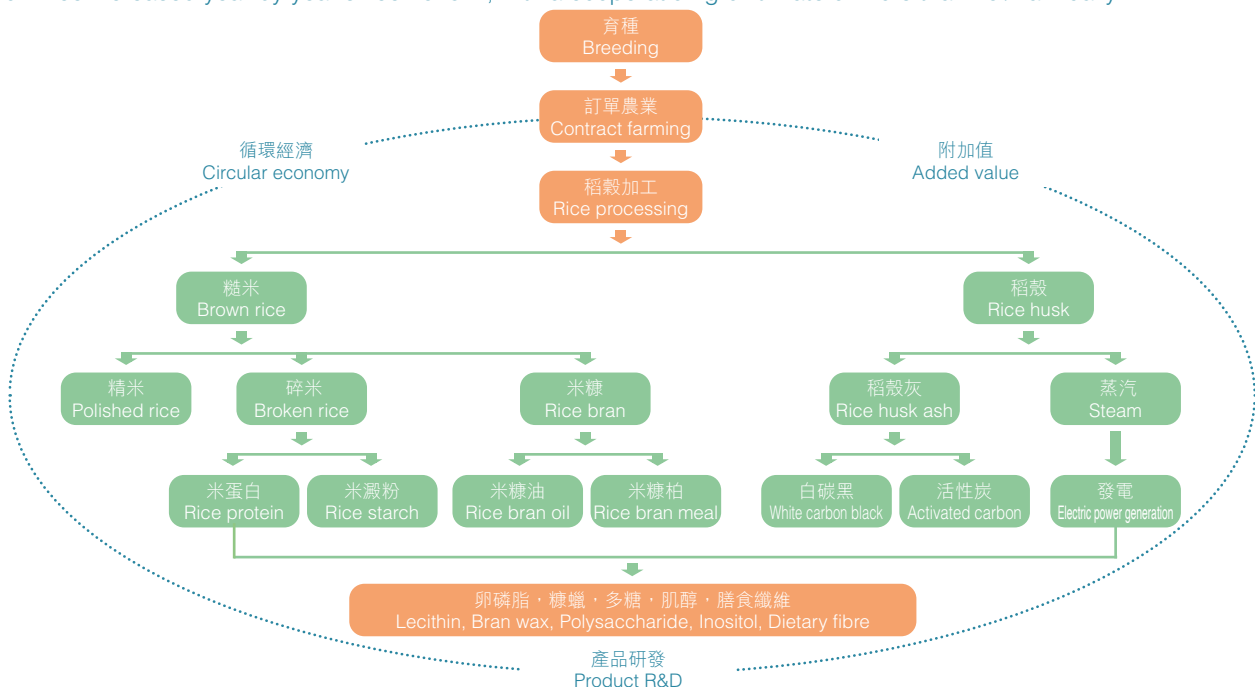 育種
Breeding
訂單農業
Contract farming
循環經濟
Circular economy
附加值
Added value
稻穀加工
Rice processing
糙米
Brown rice
稻殼
Rice husk
精米
Polished rice
碎米
Broken rice
米糠
Rice bran
稻殼灰
Rice husk ash
蒸汽
Steam
米蛋白
Rice protein
米澱粉
Rice starch
米糠油
Rice bran oil
米糠柏
Rice bran meal
白碳黑
White carbon black
活性炭
Activated carbon
發電
Electric power generation
卵磷脂，糠蠟，多糖，肌醇，膳食纖維
Lecithin, Bran wax, Polysaccharide, Inositol, Dietary fibre
產品研發
Product R&D